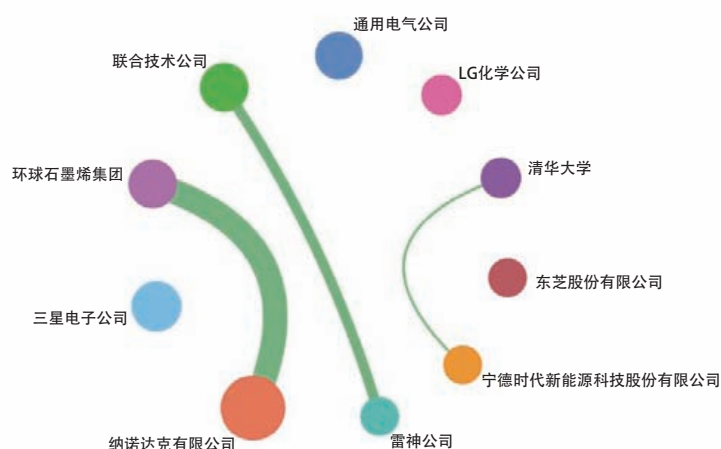 通用电气公司
联合技术公司
LG化学公司
环球石墨烯集团
清华大学
东芝股份有限公司
三星电子公司
宁德时代新能源科技股份有限公司
纳诺达克有限公司
雷神公司